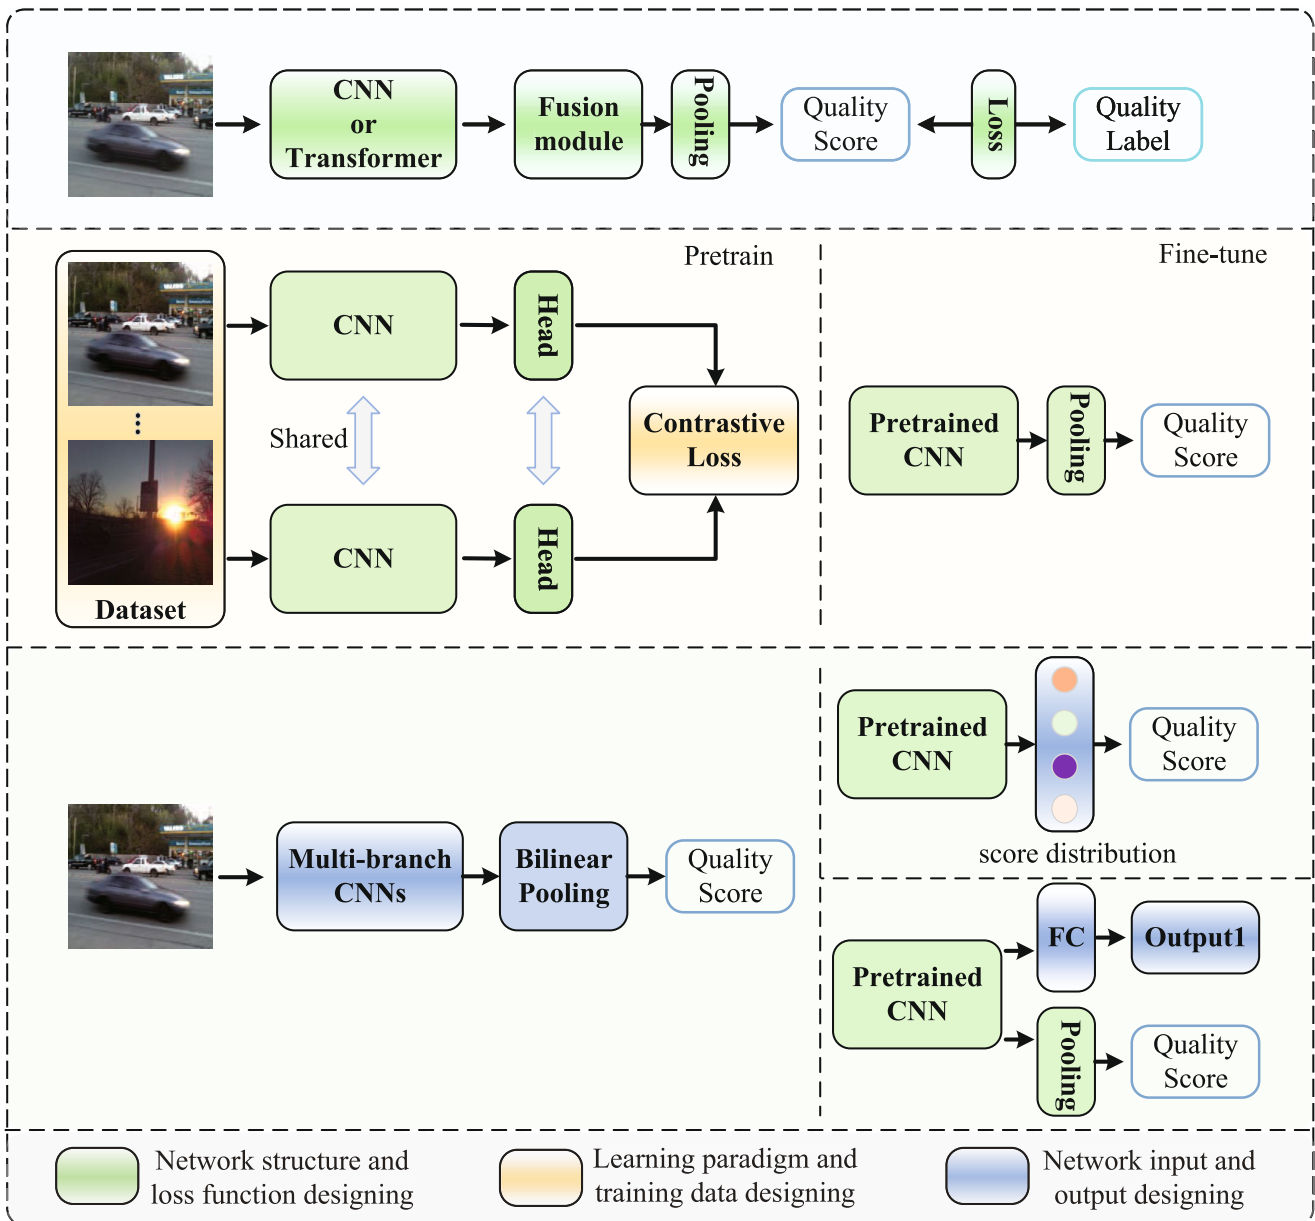 CNN
or
Transformer
Fusion
module
Pooling
Quality
Score
Loss
Quality
Label
Pretrain
Fine-tune
CNN
Head
Shared
Contrastive
Loss
CNN
Head
Dataset
Pretrained
CNN
Pooling
Quality
Score
Multi-branch
CNNs
Bilinear
Pooling
Quality
Score
Pretrained
CNN
Quality
Score
score distribution
Pretrained
CNN
FC
Output1
Pooling
Quality
Score
Network structure and
loss function designing
Learning paradigm and
training data designing
Network input and
output designing